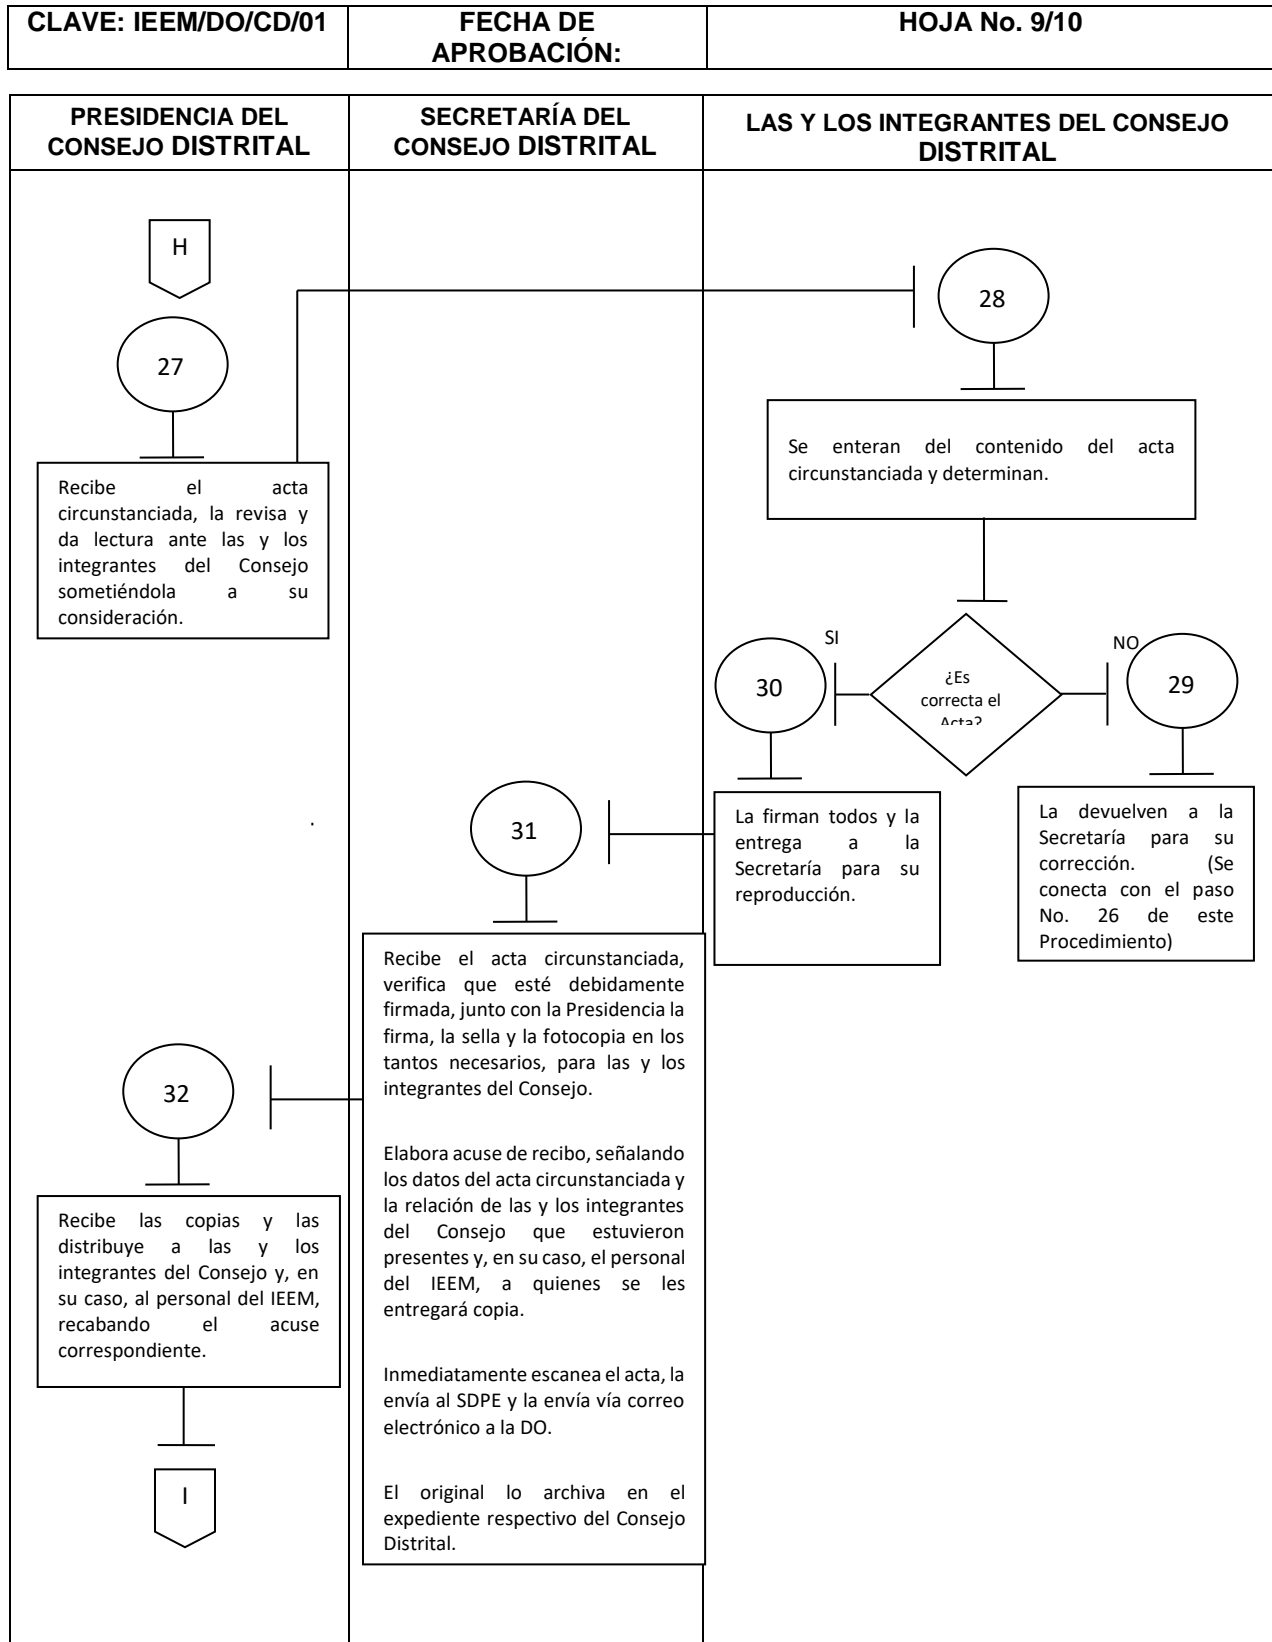 CLAVE: IEEM/DO/CD/01
FECHA DE
APROBACIÓN:
HOJA No. 9/10
PRESIDENCIA DEL
CONSEJO DISTRITAL
SECRETARÍA DEL
CONSEJO DISTRITAL
LAS Y LOS INTEGRANTES DEL CONSEJO
DISTRITAL
H
27
Recibe el acta
circunstanciada, la revisa y
da lectura ante las y los
integrantes del Consejo
sometiéndola a su
consideración.
28
Se enteran del contenido del acta
circunstanciada y determinan.
¿Es
correcta el
Acta?
SI
NO
30
29
La firman todos y la
entrega a la
Secretaría para su
reproducción.
La devuelven a la
Secretaría para su
corrección. (Se
conecta con el paso
No. 26 de este
Procedimiento)
31
Recibe el acta circunstanciada,
verifica que esté debidamente
firmada, junto con la Presidencia la
firma, la sella y la fotocopia en los
tantos necesarios, para las y los
integrantes del Consejo.
Elabora acuse de recibo, señalando
los datos del acta circunstanciada y
la relación de las y los integrantes
del Consejo que estuvieron
presentes y, en su caso, el personal
del IEEM, a quienes se les
entregará copia.
Inmediatamente escanea el acta, la
envía al SDPE y la envía vía correo
electrónico a la DO.
El original lo archiva en el
expediente respectivo del Consejo
Distrital.
32
Recibe las copias y las
distribuye a las y los
integrantes del Consejo y, en
su caso, al personal del IEEM,
recabando el acuse
correspondiente.
I